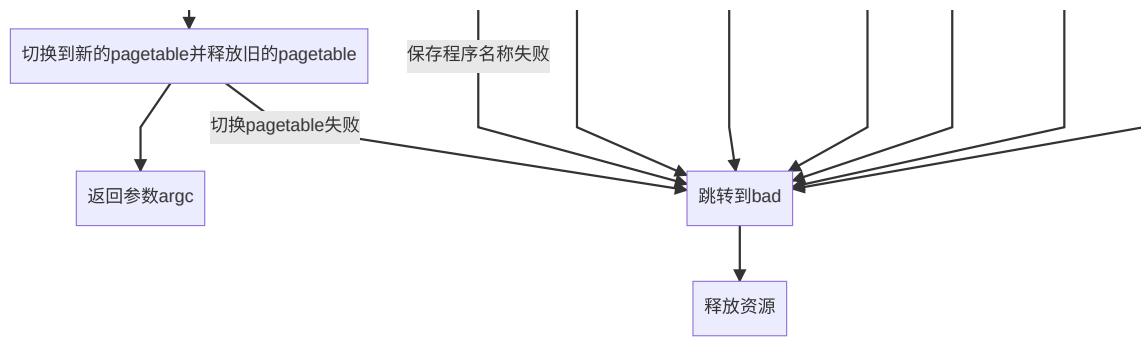 切换到新的pagetable并释放旧的pagetable
保存程序名称失败
切换pagetable失败
返回参数argc
跳转到bad
释放资源